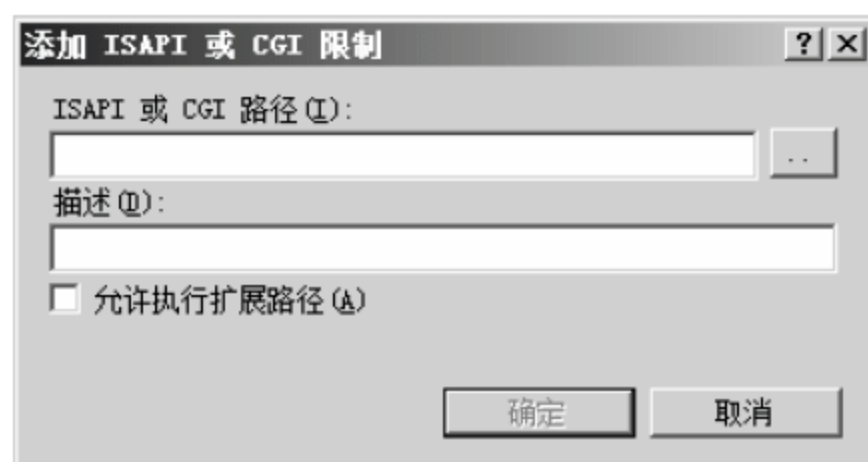 添加 ISAPI 或 CGI 限制
ISAPI 或 CGI 路径(I):
..
描述(D):
允许执行扩展路径(A)
确定 取消